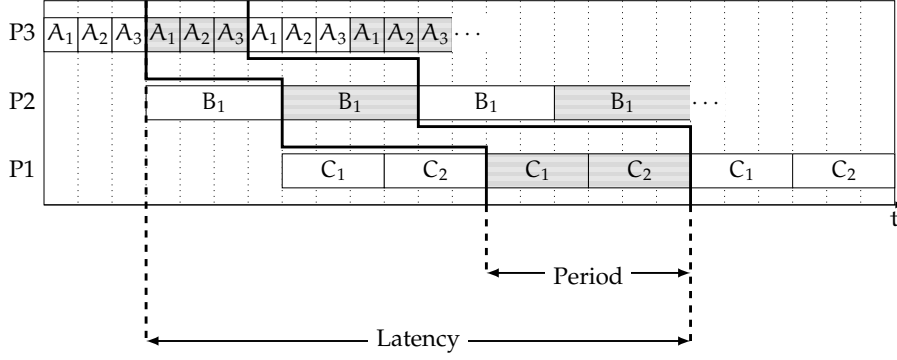 P3 A₁ A₂ A₃ A₁ A₂ A₃ A₁ A₂ A₃ A₁ A₂ A₃ ···
P2 B₁ B₁ B₁ B₁ ···
P1 C₁ C₂ C₁ C₂ C₁ C₂
t
Period
Latency